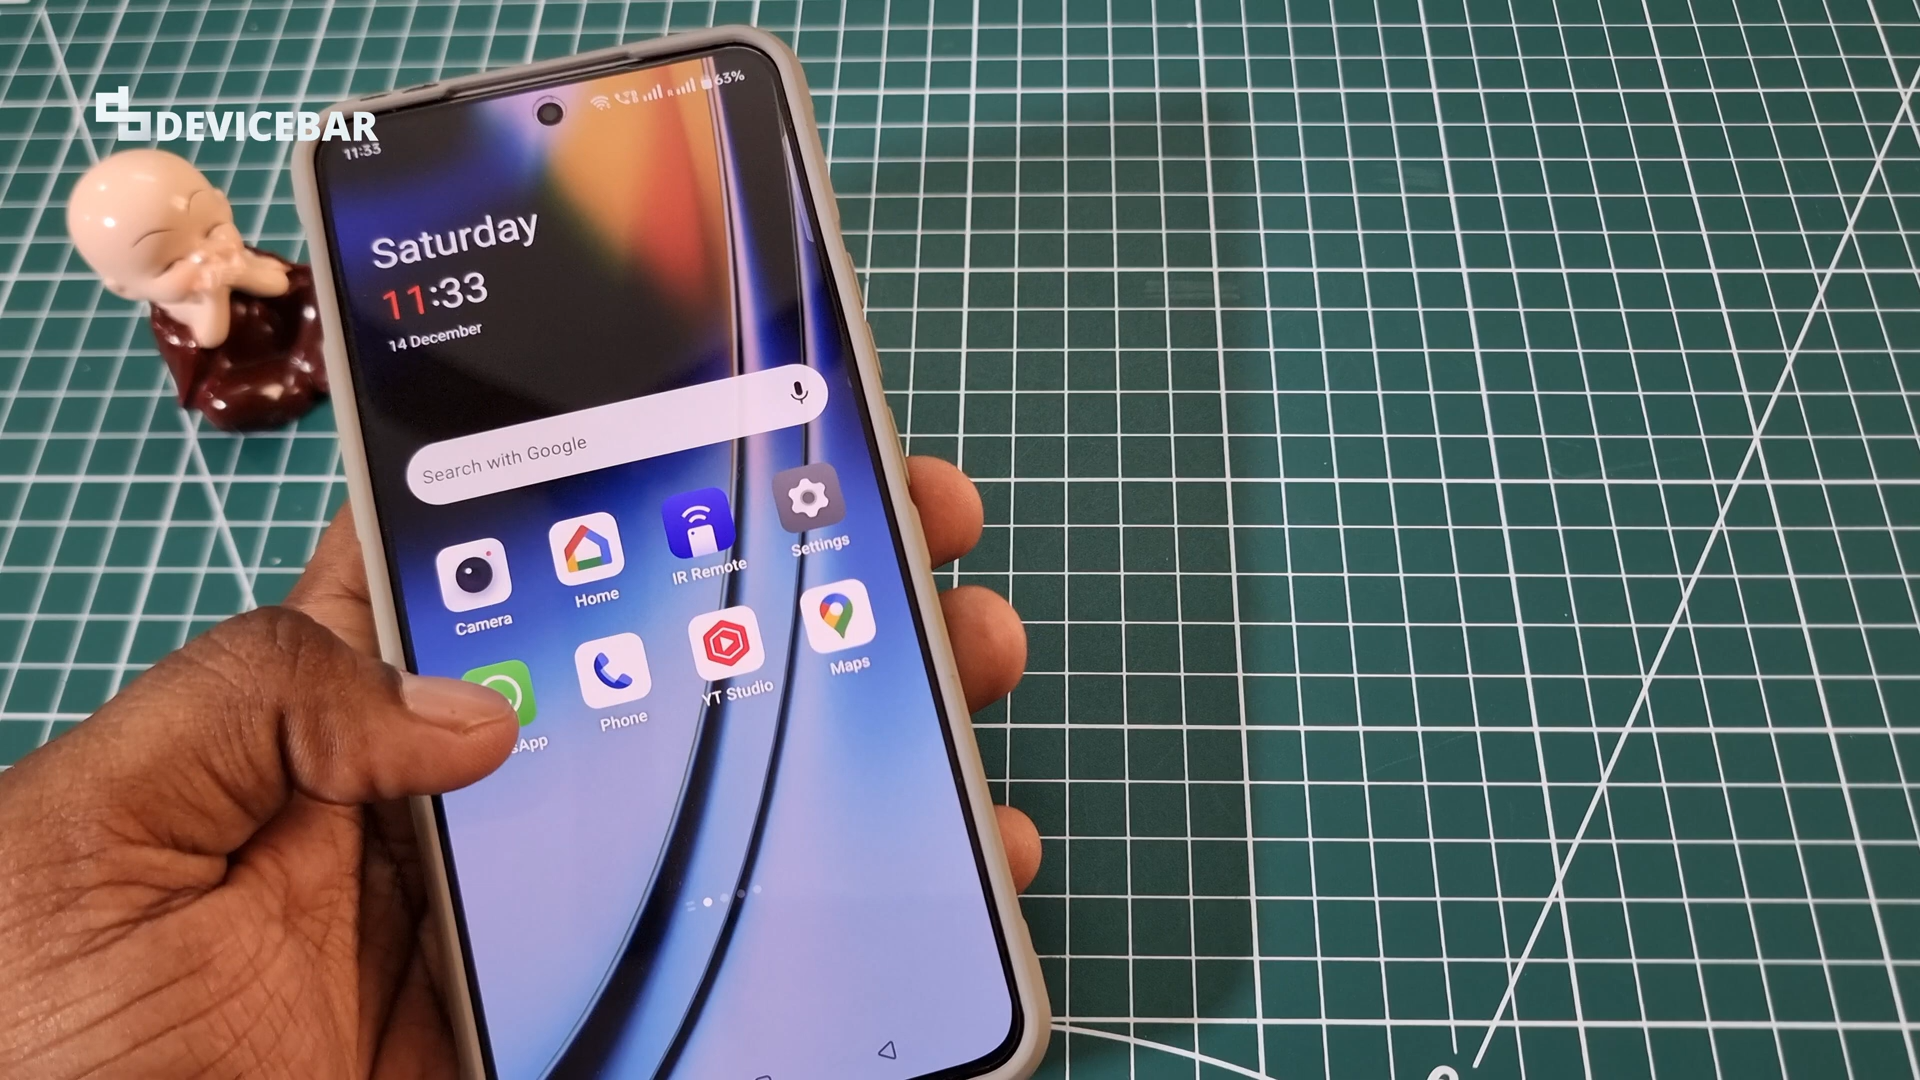 DEVICEBAR
11:33
63%
Saturday
11:33
14 December
Search with Google
Camera
Home
IR Remote
Settings
sApp
Phone
YT Studio
Maps